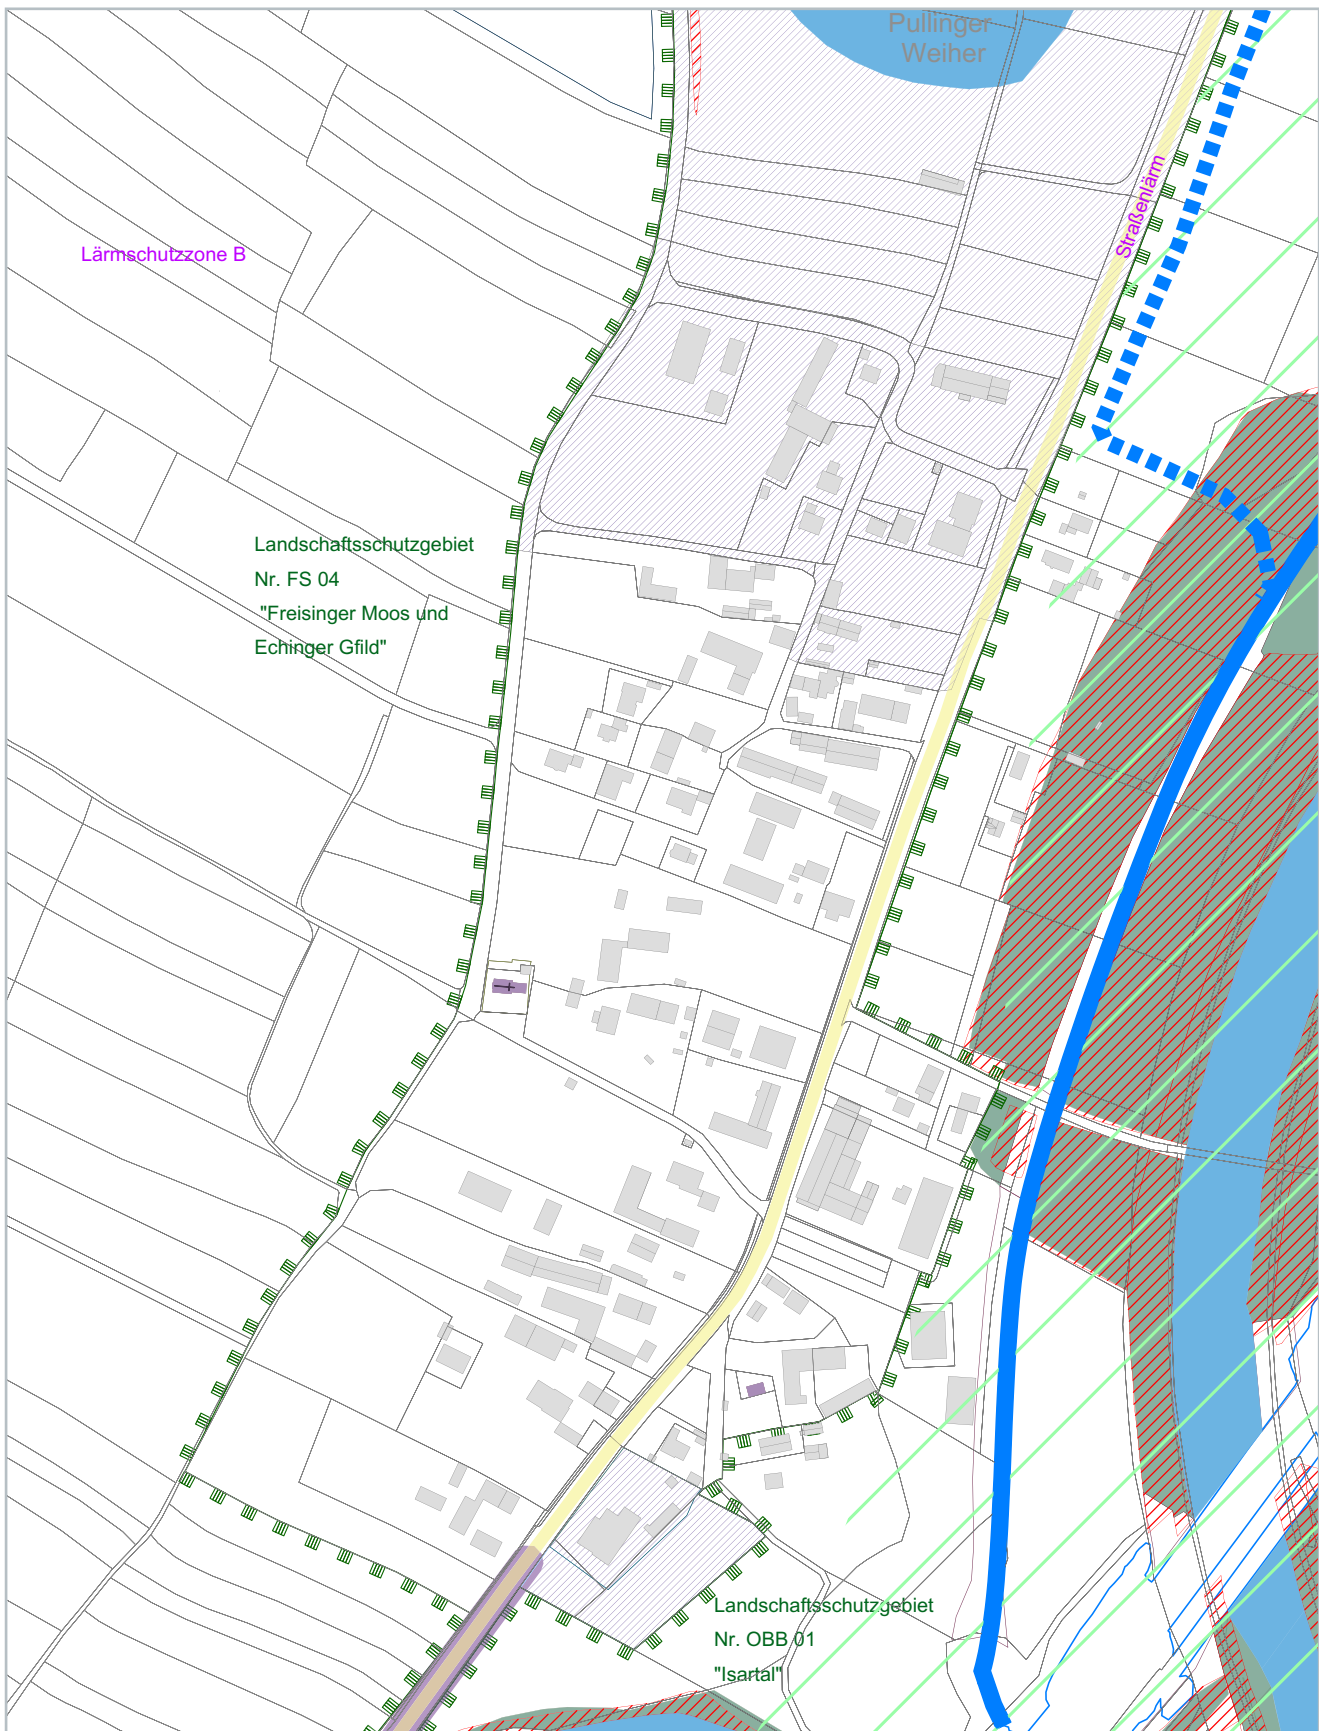 Pullinger
Weiher
Straßenlärm
Lärmschutzzone B
Landschaftsschutzgebiet
Nr. FS 04
"Freisinger Moos und
Echinger Gfild"
Landschaftsschutzgebiet
Nr. OBB 01
"Isartal"